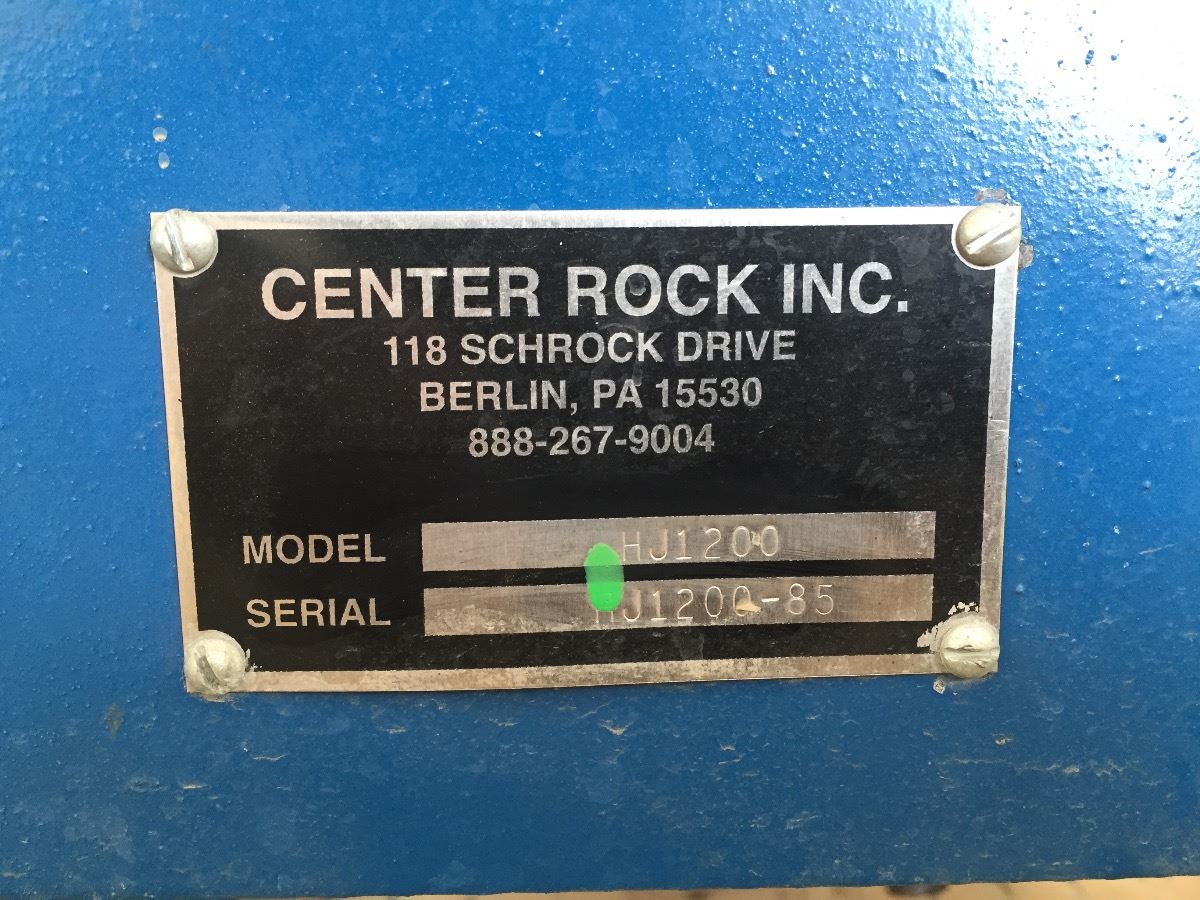 CENTER ROCK INC.
118 SCHROCK DRIVE
BERLIN, PA 15530
888-267-9004
MODEL HJ1200
SERIAL HJ1200-85